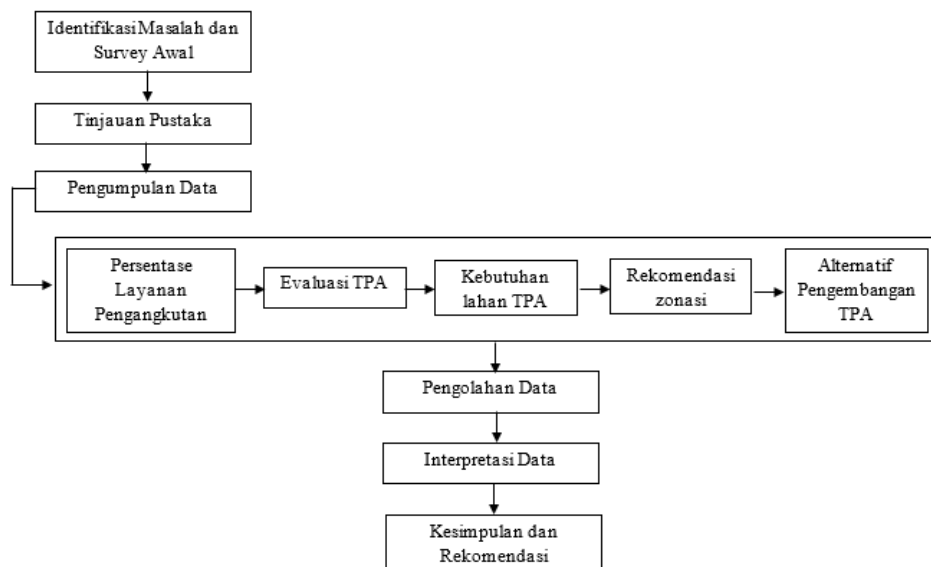 Identifikasi Masalah dan
Survey Awal
Tinjauan Pustaka
Pengumpulan Data
Persentase
Layanan
Pengangkutan
Evaluasi TPA
Kebutuhan
lahan TPA
Rekomendasi
zonasi
Alternatif
Pengembangan
TPA
Pengolahan Data
Interpretasi Data
Kesimpulan dan
Rekomendasi